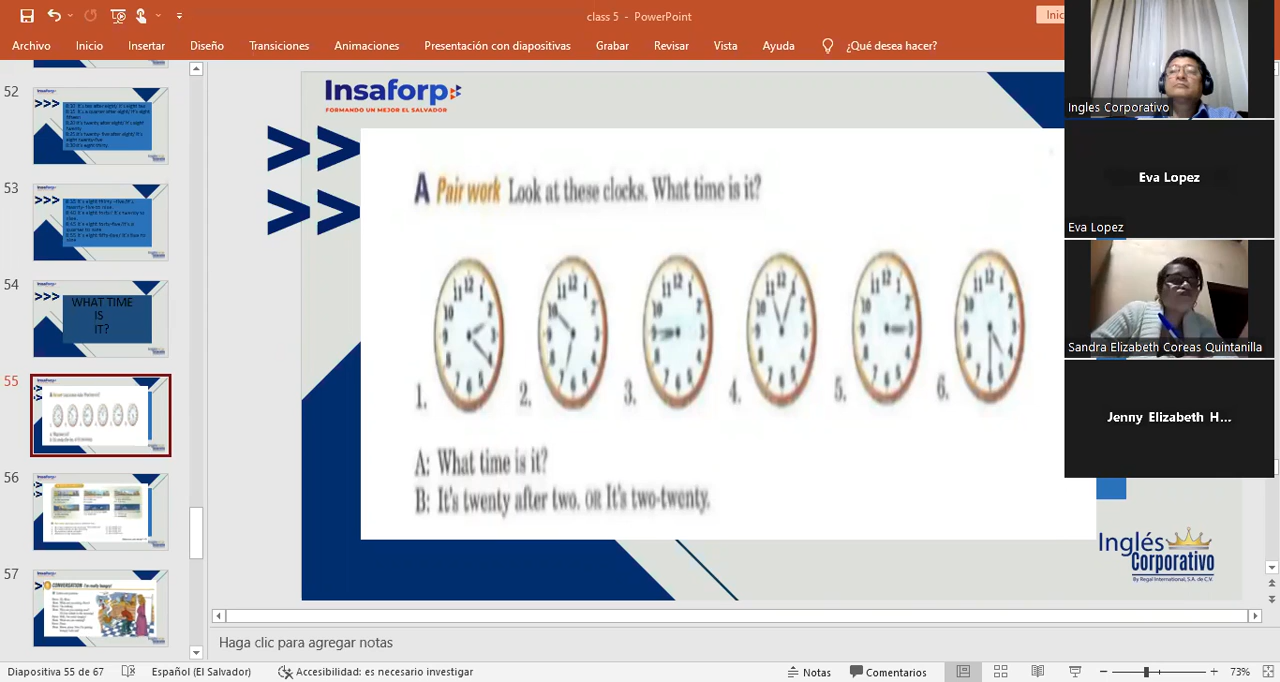 class 5 - PowerPoint
Inic
Archivo Inicio Insertar Diseño Transiciones Animaciones Presentación con diapositivas Grabar Revisar Vista Ayuda ¿Qué desea hacer?
52
53
54
WHAT TIME
IS
IT?
55
56
57
Insaforp
FORMANDO UN MEJOR EL SALVADOR
A Pair work Look at these clocks. What time is it?
1. 2. 3. 4. 5. 6.
A: What time is it?
B: It's twenty after two. OR It's two-twenty.
Inglés
Corporativo
By Regal International, S.A. de C.V.
Ingles Corporativo
Eva Lopez
Eva Lopez
Sandra Elizabeth Coreas Quintanilla
Jenny Elizabeth H...
Haga clic para agregar notas
Diapositiva 55 de 67 Español (El Salvador) Accesibilidad: es necesario investigar Notas Comentarios 73%